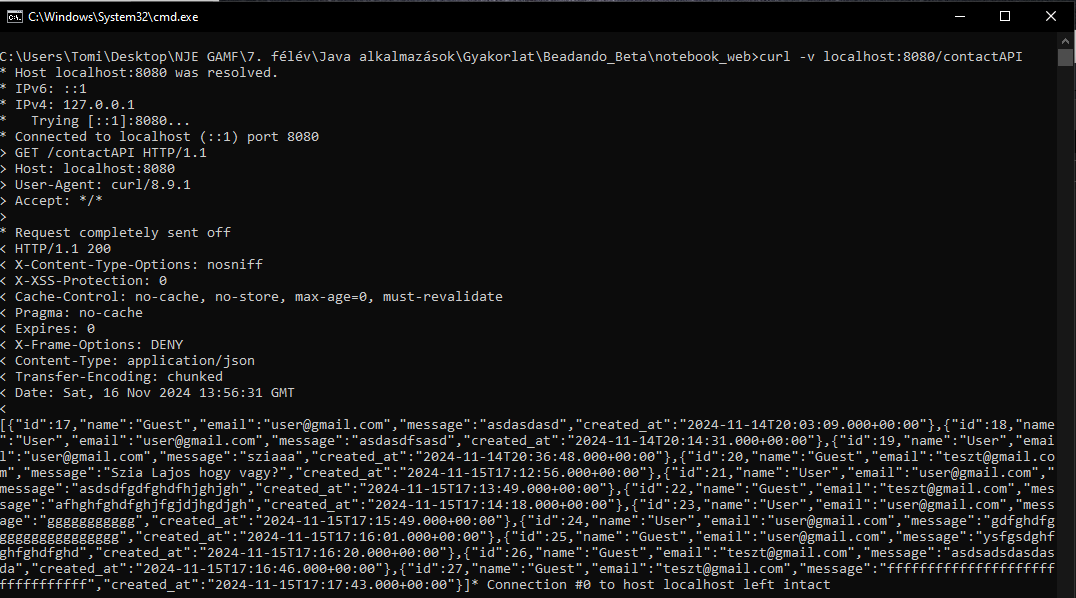 C:\Windows\System32\cmd.exe
C:\Users\Tomi\Desktop\NJE GAMF\7. félév\Java alkalmazások\Gyakorlat\Beadando_Beta\notebook_web>curl -v localhost:8080/contactAPI
* Host localhost:8080 was resolved.
* IPv6: ::1
* IPv4: 127.0.0.1
*   Trying [::1]:8080...
* Connected to localhost (::1) port 8080
> GET /contactAPI HTTP/1.1
> Host: localhost:8080
> User-Agent: curl/8.9.1
> Accept: */*
>
* Request completely sent off
< HTTP/1.1 200
< X-Content-Type-Options: nosniff
< X-XSS-Protection: 0
< Cache-Control: no-cache, no-store, max-age=0, must-revalidate
< Pragma: no-cache
< Expires: 0
< X-Frame-Options: DENY
< Content-Type: application/json
< Transfer-Encoding: chunked
< Date: Sat, 16 Nov 2024 13:56:31 GMT
<
[{"id":17,"name":"Guest","email":"user@gmail.com","message":"asdasdasd","created_at":"2024-11-14T20:03:09.000+00:00"},{"id":18,"name
":"User","email":"user@gmail.com","message":"asdasdfsasd","created_at":"2024-11-14T20:14:31.000+00:00"},{"id":19,"name":"User","emai
l":"user@gmail.com","message":"sziaaa","created_at":"2024-11-14T20:36:48.000+00:00"},{"id":20,"name":"Guest","email":"teszt@gmail.co
m","message":"Szia Lajos hogy vagy?","created_at":"2024-11-15T17:12:56.000+00:00"},{"id":21,"name":"User","email":"user@gmail.com","
message":"asdsdfgdfghdfhjghjgh","created_at":"2024-11-15T17:13:49.000+00:00"},{"id":22,"name":"Guest","email":"teszt@gmail.com","mes
sage":"afhghfghdfghjfgjdjhgdjgh","created_at":"2024-11-15T17:14:18.000+00:00"},{"id":23,"name":"User","email":"user@gmail.com","mess
age":"ggggggggggg","created_at":"2024-11-15T17:15:49.000+00:00"},{"id":24,"name":"User","email":"user@gmail.com","message":"gdfghdfg
ggggggggggggggg","created_at":"2024-11-15T17:16:01.000+00:00"},{"id":25,"name":"Guest","email":"user@gmail.com","message":"ysfgsdghf
ghfghdfghd","created_at":"2024-11-15T17:16:20.000+00:00"},{"id":26,"name":"Guest","email":"teszt@gmail.com","message":"asdsadsdasdas
da","created_at":"2024-11-15T17:16:46.000+00:00"},{"id":27,"name":"Guest","email":"teszt@gmail.com","message":"fffffffffffffffffffff
fffffffffff","created_at":"2024-11-15T17:17:43.000+00:00"}]* Connection #0 to host localhost left intact